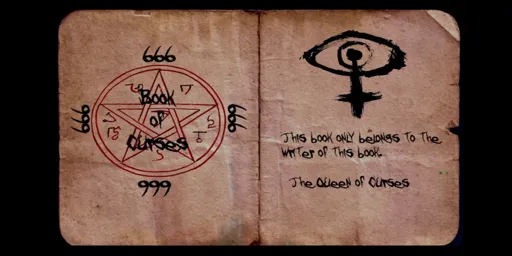 666
Book
of
Curses
666
666
999
This book only belongs to the
writer of this book.
The Queen of Curses